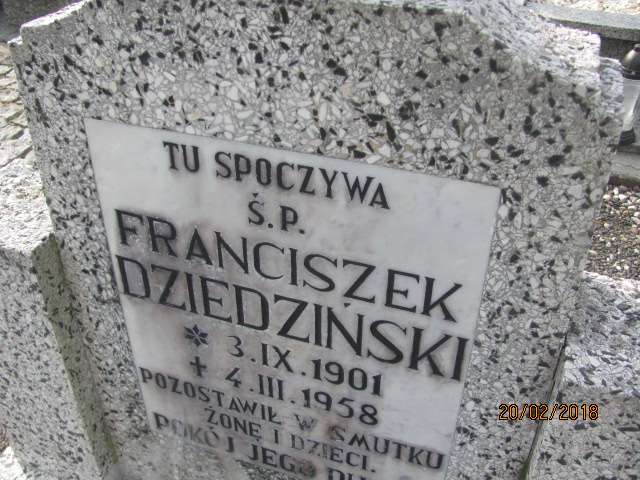 TU SPOCZYWA
Ś.P.
FRANCISZEK
DZIEDZIŃSKI
* 3.IX.1901
+ 4.III.1958
POZOSTAWIŁ W SMUTKU
ŻONĘ I DZIECI.
POKÓJ JEGO
20/02/2018